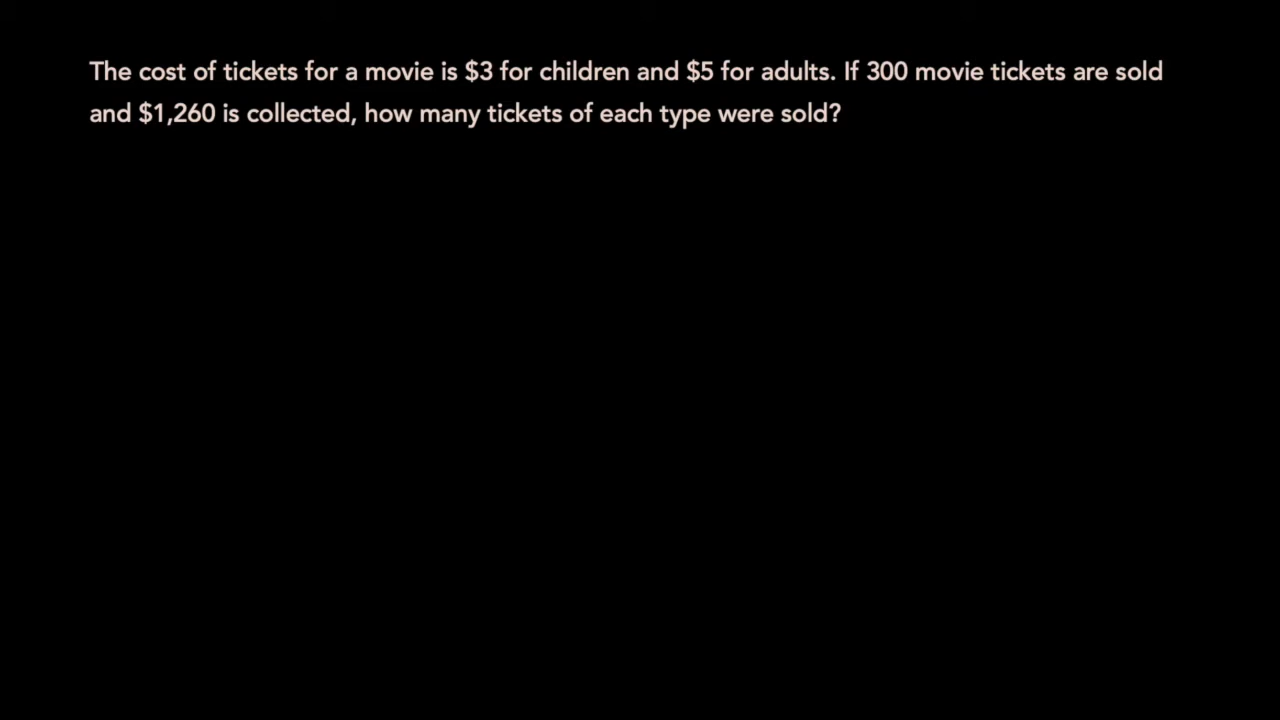 The cost of tickets for a movie is $3 for children and $5 for adults. If 300 movie tickets are sold
and $1,260 is collected, how many tickets of each type were sold?